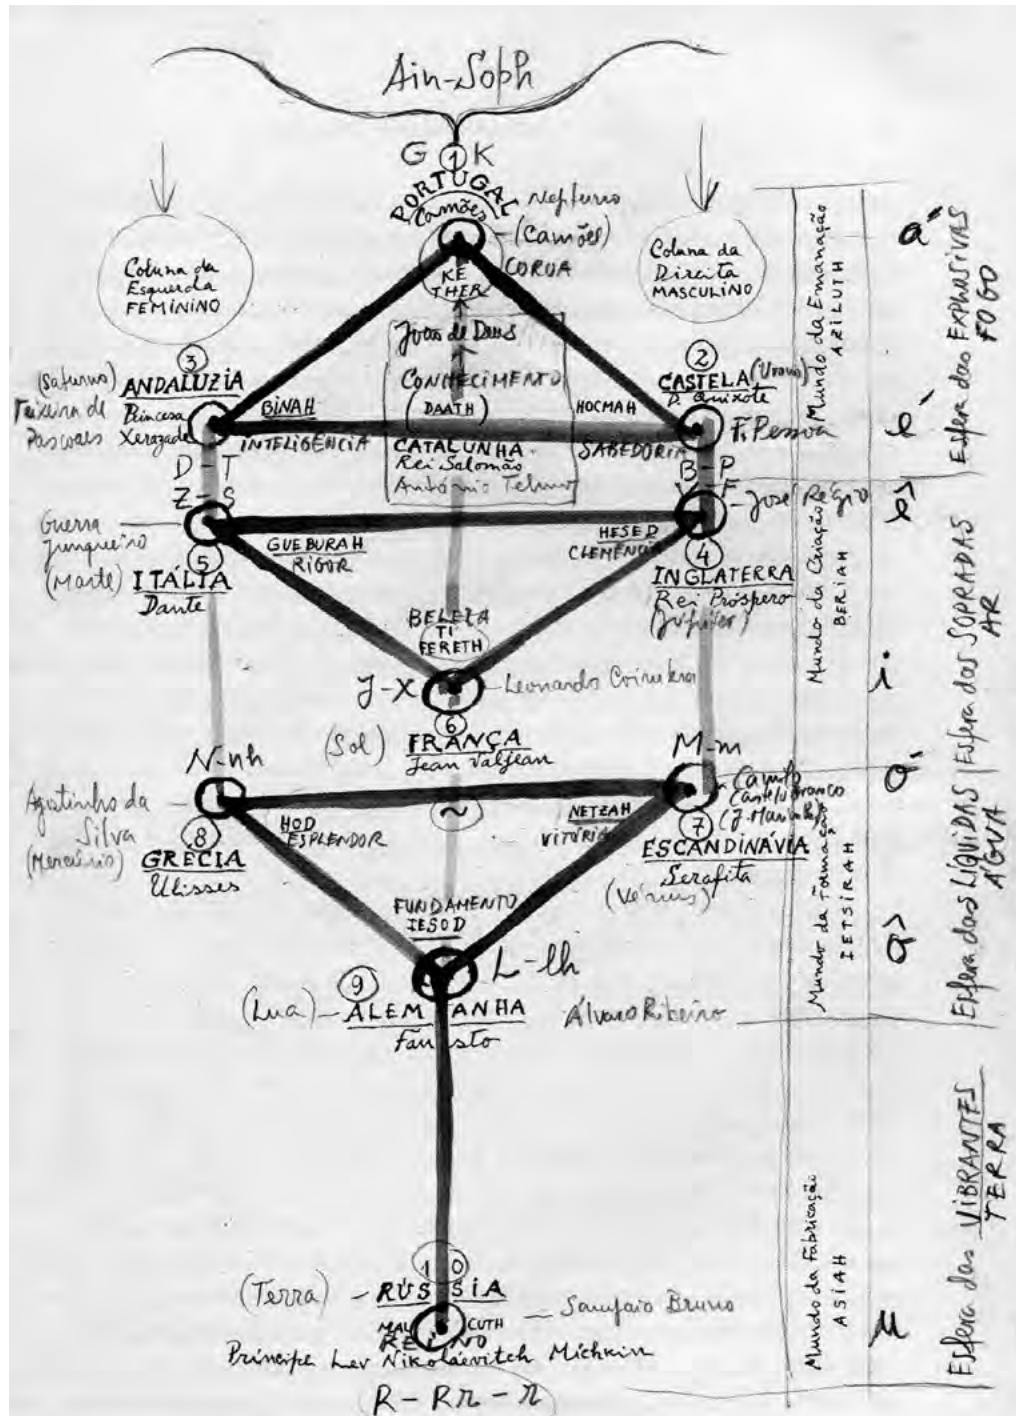 Ain-Soph
G 1 K
PORTUGAL
Camões
Neptuno
(Camões)
COROA
KE
THER
Coluna da
Esquerda
FEMININO
Coluna da
Direita
MASCULINO
João de Deus
CONHECIMENTO
(DAATH)
CATALUNHA
Rei Salomão
António Telmo
3
(Saturno)
ANDALUZIA
Teixeira de
Pascoaes
Princesa
Xerazade
BINAH
INTELIGÊNCIA
2
CASTELA (Urano)
D. Quixote
HOCMAH
SABEDORIA
F. Pessoa
D - T
Z - S
B - P
V - F
José Régio
Guerra
Junqueiro
(Marte)
5
ITÁLIA
Dante
GUEBURAH
RIGOR
HESED
CLEMÊNCIA
4
INGLATERRA
Rei Próspero
(Júpiter)
BELEZA
TI
FERETH
J-X
Leonardo Coimbra
6
(Sol)
FRANÇA
Jean Valjean
N-nh
Agostinho da
Silva
(Mercúrio)
8
GRÉCIA
Ulisses
HOD
ESPLENDOR
~
M-m
NETZAH
VITÓRIA
Camilo
Castelo Branco
7
ESCANDINÁVIA
Serafita
(Vénus)
FUNDAMENTO
IESOD
L-lh
9
(Lua) - ALEMANHA
Fausto
Álvaro Ribeiro
10
(Terra) - RÚSSIA
Sampaio Bruno
MAL CUTH
REINO
Príncipe Lev Nikoláevitch Michkin
R - Rr - r
Mundo da Emanação
AZILUTH
Mundo da Criação
BERIAH
Mundo da Formação
IETSIRAH
Mundo da Fabricação
ASIAH
a
é
ê
i
ó
ô
u
Esfera das EXPLOSIVAS
FOGO
Esfera das SOPRADAS
AR
Esfera das LÍQUIDAS
ÁGUA
Esfera das VIBRANTES
TERRA